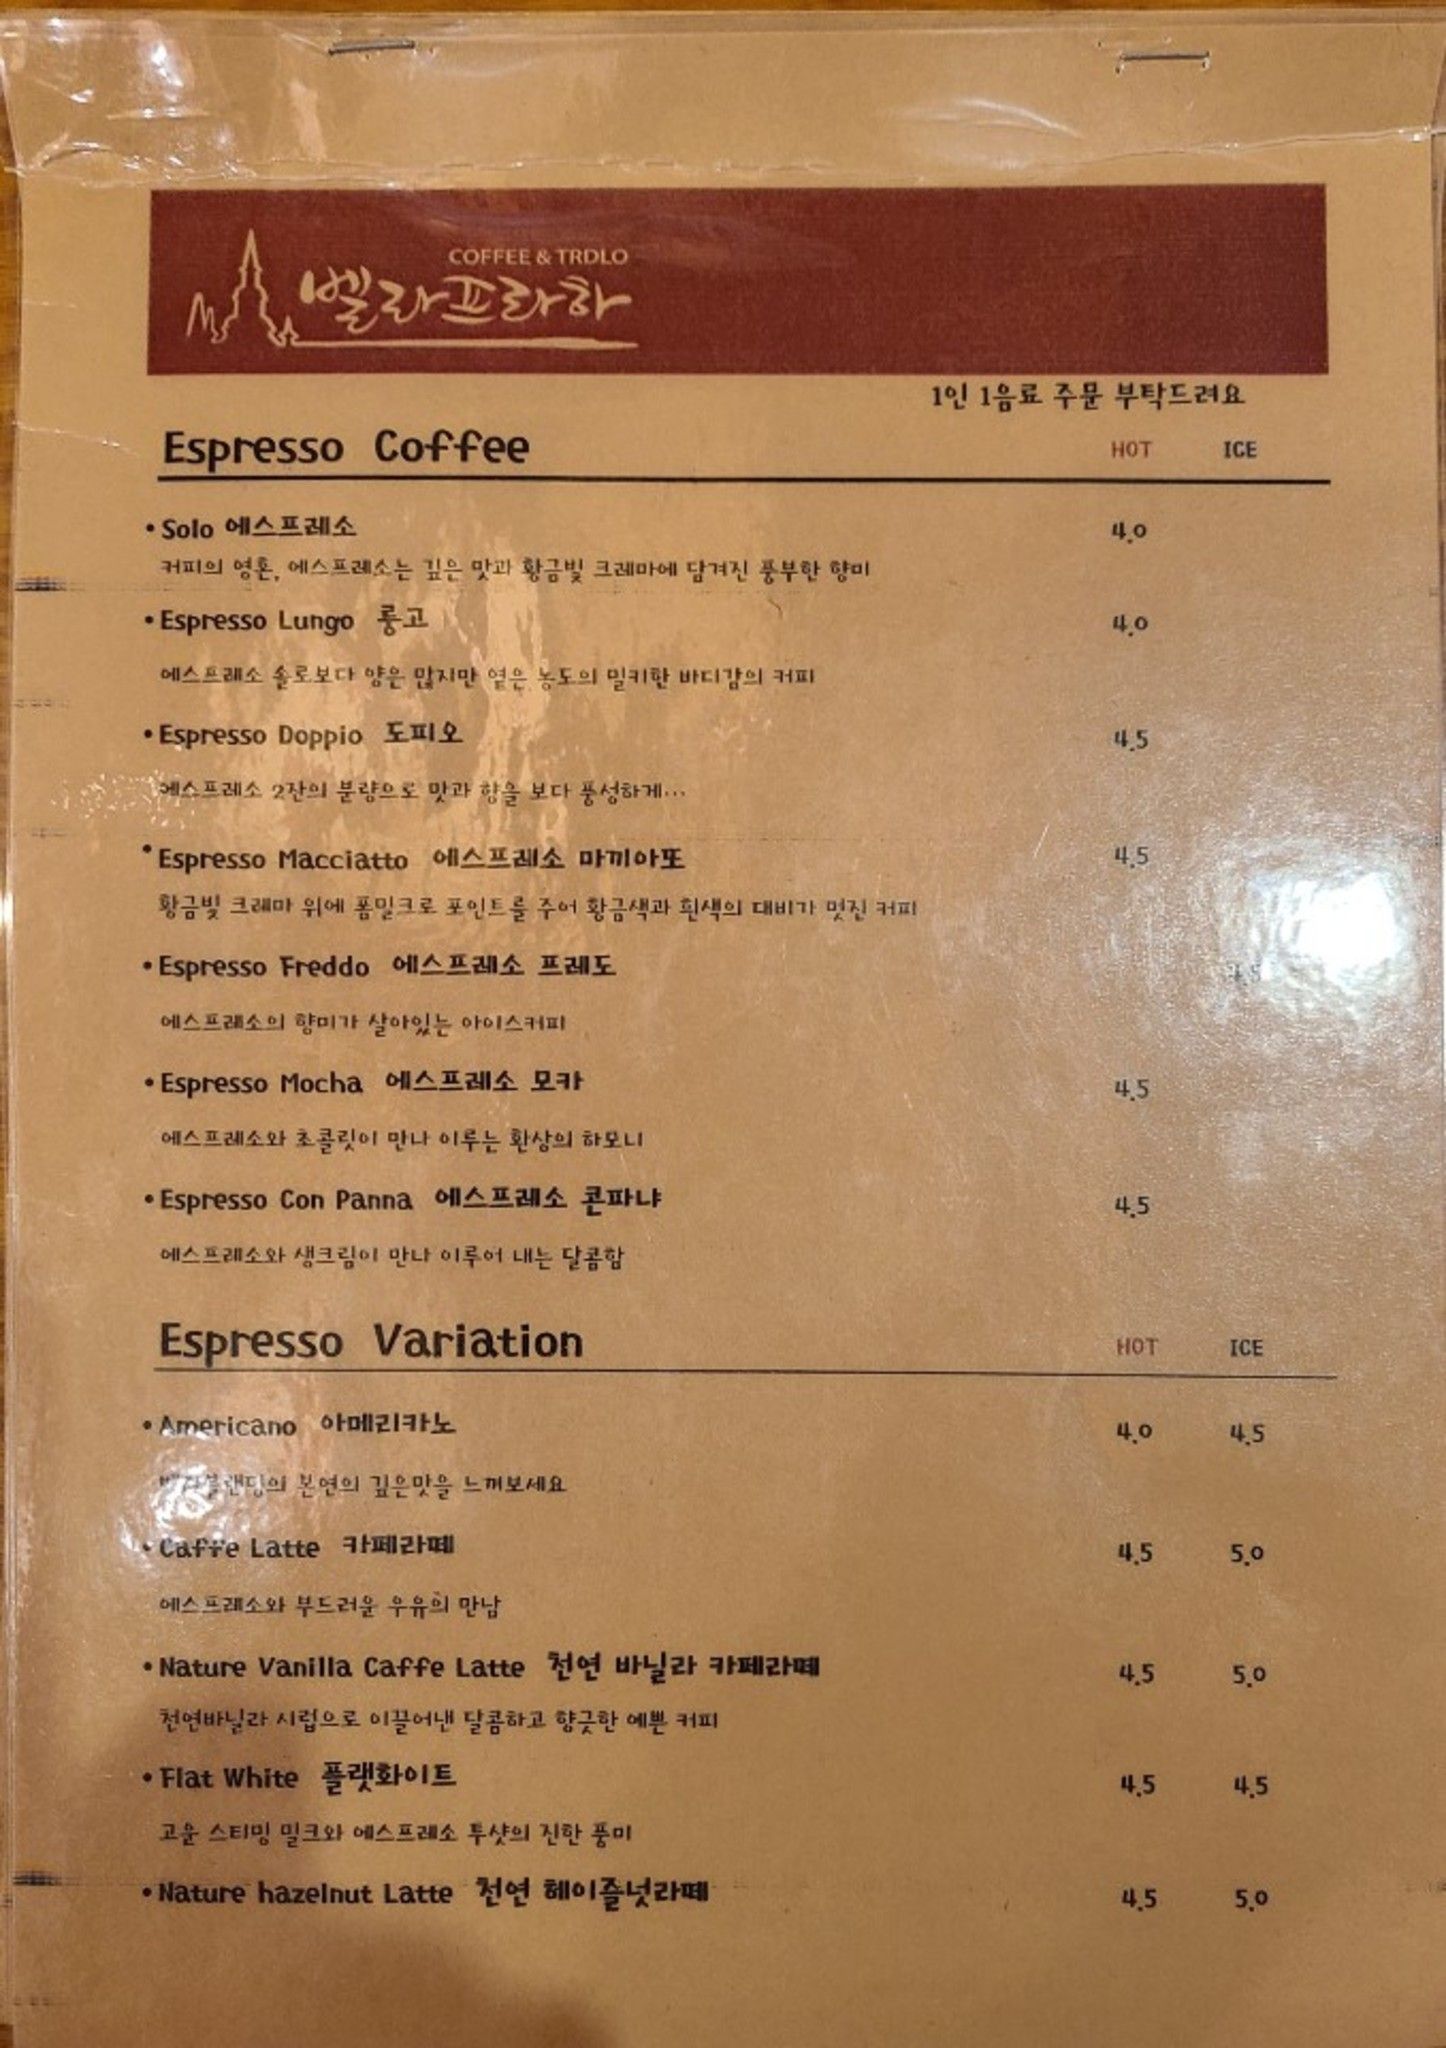 COFFEE & TRDLO
벨라프라하
1인 1음료 주문 부탁드려요
Espresso Coffee HOT ICE
• Solo 에스프레소 4.0
커피의 영혼, 에스프레소는 깊은 맛과 황금빛 크레마에 담겨진 풍부한 향미
• Espresso Lungo 룽고 4.0
에스프레소 솔로보다 양은 많지만 옅은 농도의 밀키한 바디감의 커피
• Espresso Doppio 도피오 4.5
에스프레소 2잔의 분량으로 맛과 향을 보다 풍성하게...
• Espresso Macciatto 에스프레소 마끼아또 4.5
황금빛 크레마 위에 폼밀크로 포인트를 주어 황금색과 흰색의 대비가 멋진 커피
• Espresso Freddo 에스프레소 프레도
에스프레소의 향미가 살아있는 아이스커피
• Espresso Mocha 에스프레소 모카 4.5
에스프레소와 초콜릿이 만나 이루는 환상의 하모니
• Espresso Con Panna 에스프레소 콘파냐 4.5
에스프레소와 생크림이 만나 이루어 내는 달콤함
Espresso Variation HOT ICE
• Americano 아메리카노 4.0 4.5
본연의 깊은맛을 느껴보세요
• Caffe Latte 카페라떼 4.5 5.0
에스프레소와 부드러운 우유의 만남
• Nature Vanilla Caffe Latte 천연 바닐라 카페라떼 4.5 5.0
천연바닐라 시럽으로 이끌어낸 달콤하고 향긋한 예쁜 커피
• Flat White 플랫화이트 4.5 4.5
고운 스티밍 밀크와 에스프레소 투샷의 진한 풍미
• Nature hazelnut Latte 천연 헤이즐넛라떼 4.5 5.0